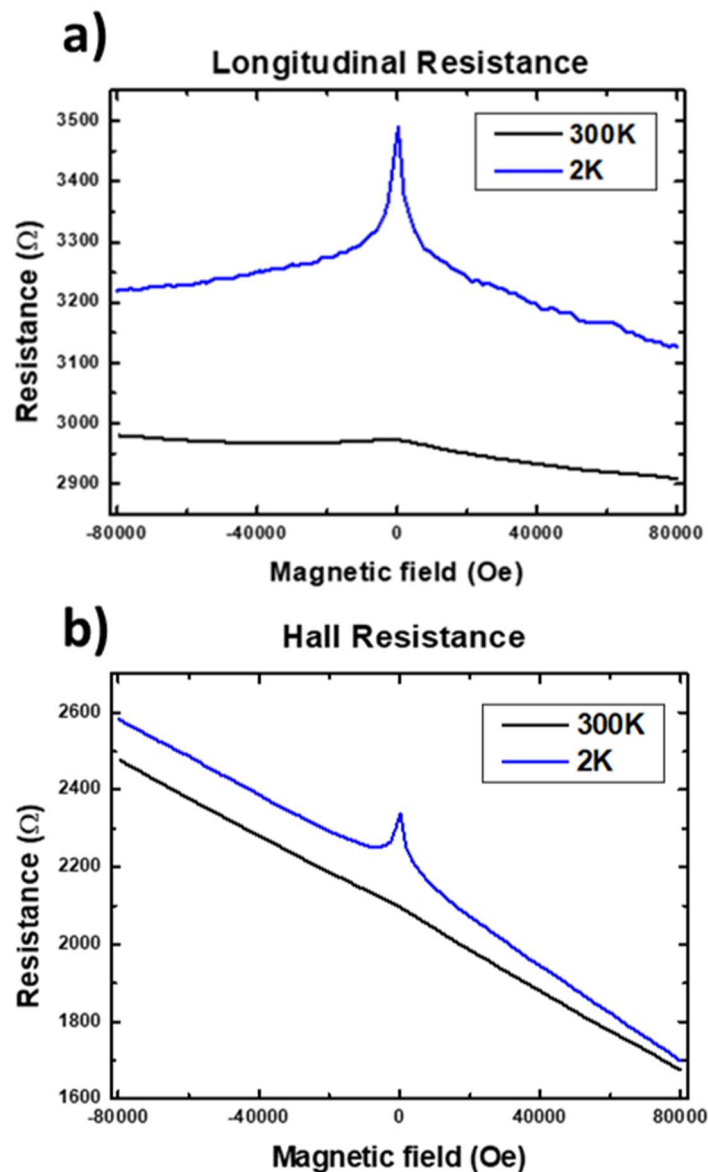 a)
Longitudinal Resistance
3500
3400
3300
3200
3100
3000
2900
Resistance (Ω)
300K
2K
-80000 -40000 0 40000 80000
Magnetic field (Oe)
b)
Hall Resistance
2600
2400
2200
2000
1800
1600
Resistance (Ω)
300K
2K
-80000 -40000 0 40000 80000
Magnetic field (Oe)